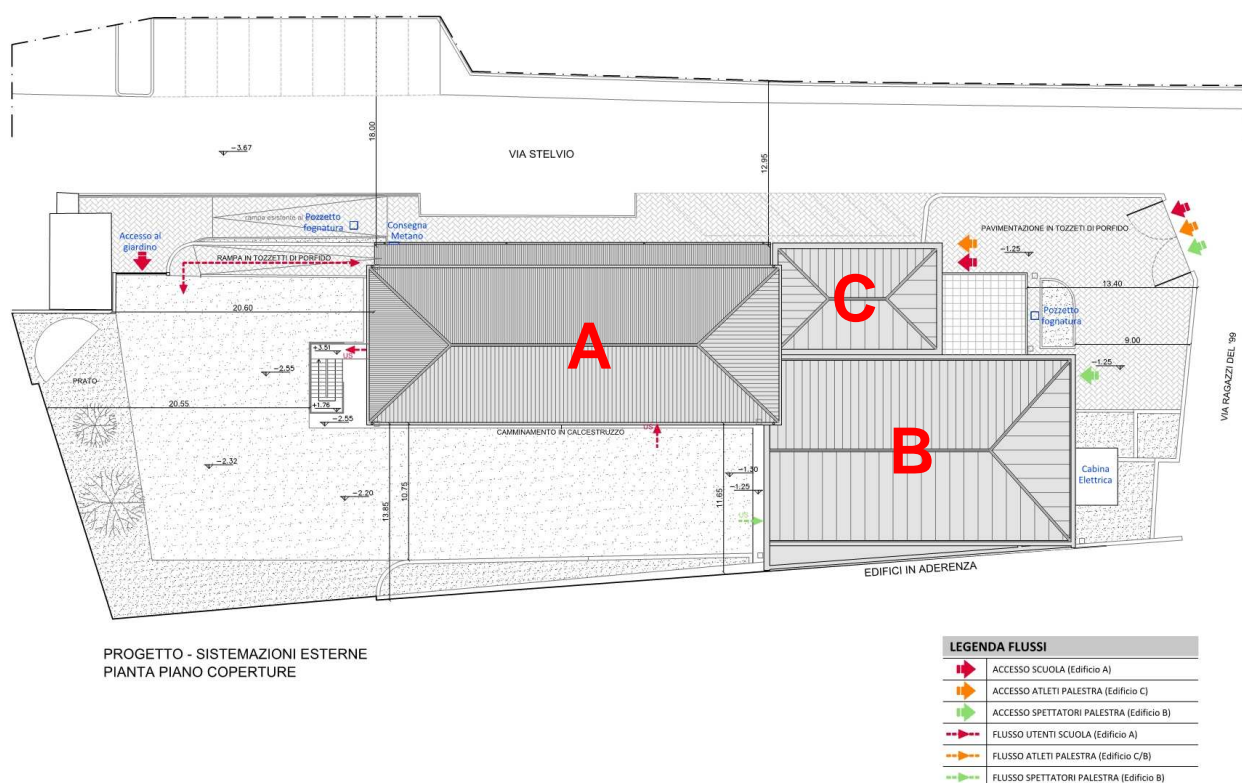 18.00
12.95
-3.67
VIA STELVIO
rampa esistente al
Pozzetto
fognatura
Consegna
Metano
Accesso al
giardino
RAMPA IN TOZZETTI DI PORFIDO
PAVIMENTAZIONE IN TOZZETI DI PORFIDO
-1.25
13.40
20.60
C
Pozzetto
fognatura
A
9.00
+3.51
US
-1.25
-2.55
PRATO
VIA RAGAZZI DEL '99
20.55
+1.76
-2.55
CAMMINAMENTO IN CALCESTRUZZO
US
B
-2.32
-1.30
Cabina
Elettrica
-2.20
-1.25
10.75
13.85
11.65
US
EDIFICI IN ADERENZA
PROGETTO - SISTEMAZIONI ESTERNE
PIANTA PIANO COPERTURE
LEGENDA FLUSSI
ACCESSO SCUOLA (Edificio A)
ACCESSO ATLETI PALESTRA (Edificio C)
ACCESSO SPETTATORI PALESTRA (Edificio B)
FLUSSO UTENTI SCUOLA (Edificio A)
FLUSSO ATLETI PALESTRA (Edificio C/B)
FLUSSO SPETTATORI PALESTRA (Edificio B)